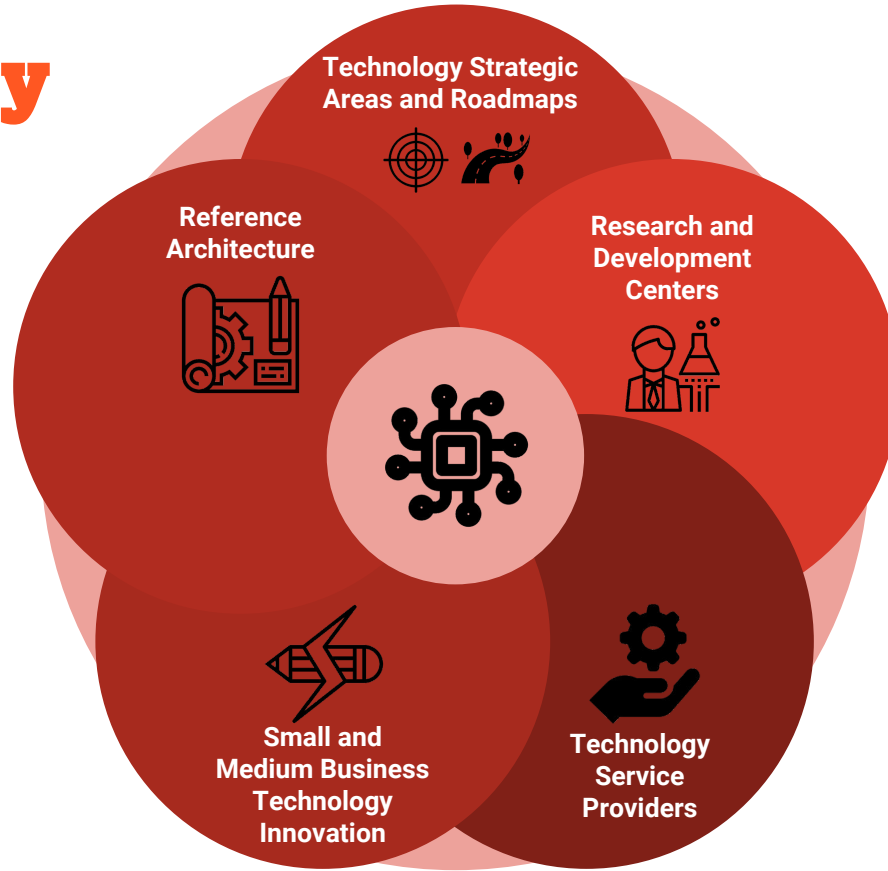 y
Technology Strategic
Areas and Roadmaps
Reference
Architecture
Research and
Development
Centers
Small and
Medium Business
Technology
Innovation
Technology
Service
Providers